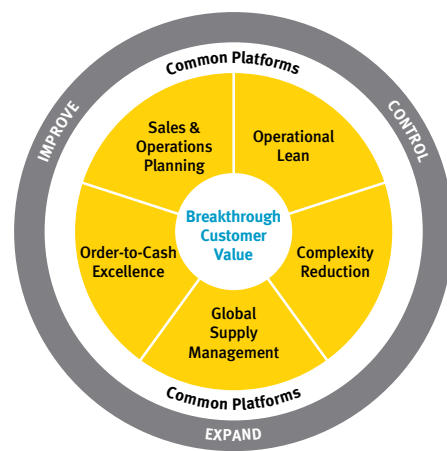 Common Platforms
IMPROVE
CONTROL
Sales &
Operations
Planning
Operational
Lean
Breakthrough
Customer
Value
Order-to-Cash
Excellence
Complexity
Reduction
Global
Supply
Management
Common Platforms
EXPAND